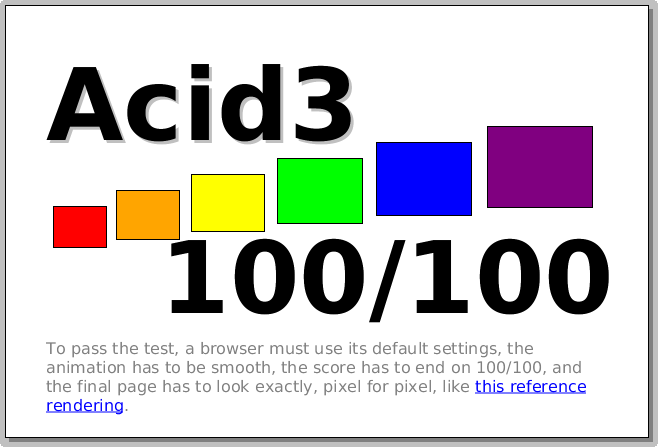 Acid3
100/100
To pass the test, a browser must use its default settings, the
animation has to be smooth, the score has to end on 100/100, and
the final page has to look exactly, pixel for pixel, like this reference
rendering.